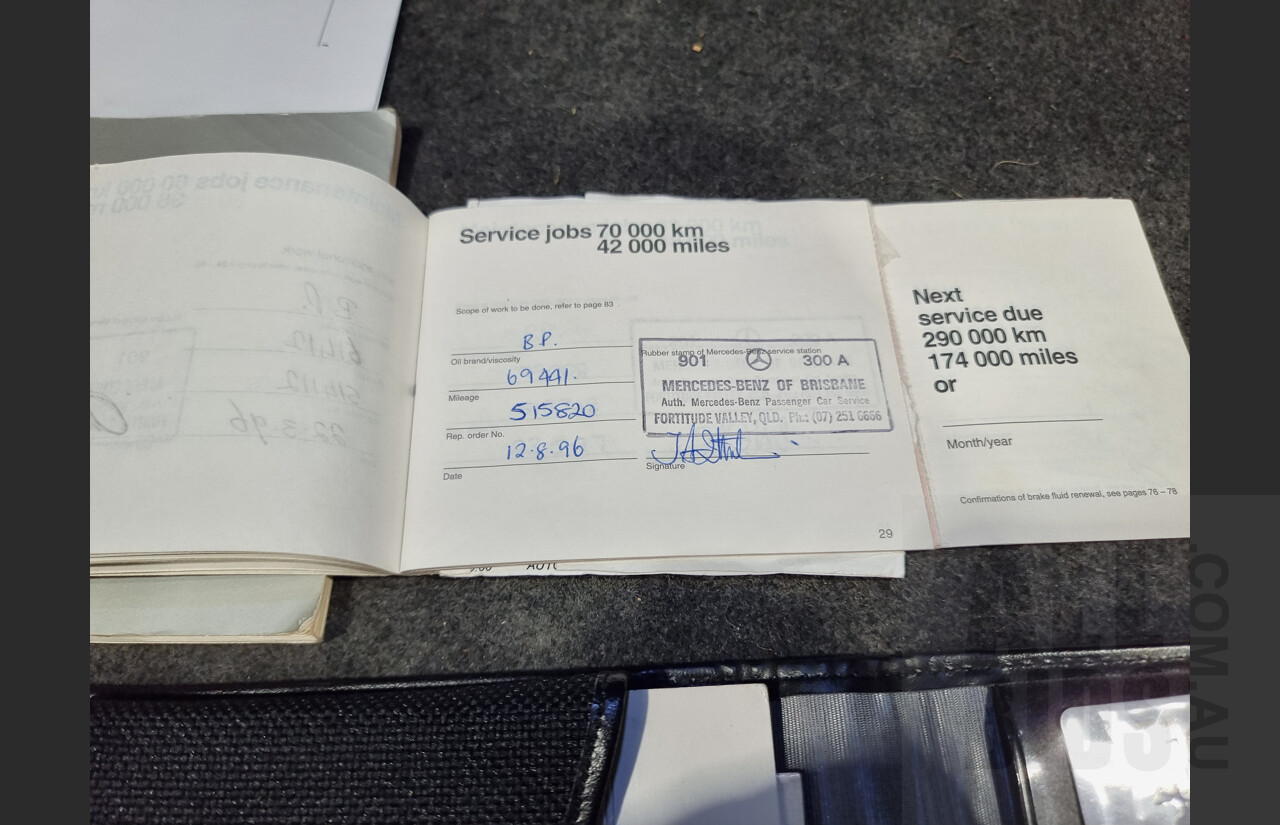 Service jobs 70 000 km
42 000 miles
Scope of work to be done, refer to page 83
B.P.
Oil brand/viscosity
69441.
Mileage
515820
Rep. order No.
12.8.96
Date
Rubber stamp of Mercedes-Benz service station
901 300 A
MERCEDES-BENZ OF BRISBANE
Auth. Mercedes-Benz Passenger Car Service
FORTITUDE VALLEY, QLD. Ph.: (07) 251 6666
Signature
29
Next
service due
290 000 km
174 000 miles
or
Month/year
Confirmations of brake fluid renewal, see pages 76 – 78
.COM.AU